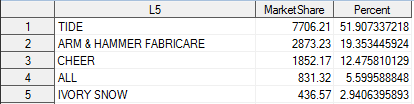 L5 MarketShare Percent
1 TIDE 7706.21 51.907337218
2 ARM & HAMMER FABRICARE 2873.23 19.353445924
3 CHEER 1852.17 12.475810129
4 ALL 831.32 5.599588848
5 IVORY SNOW 436.57 2.9406395893